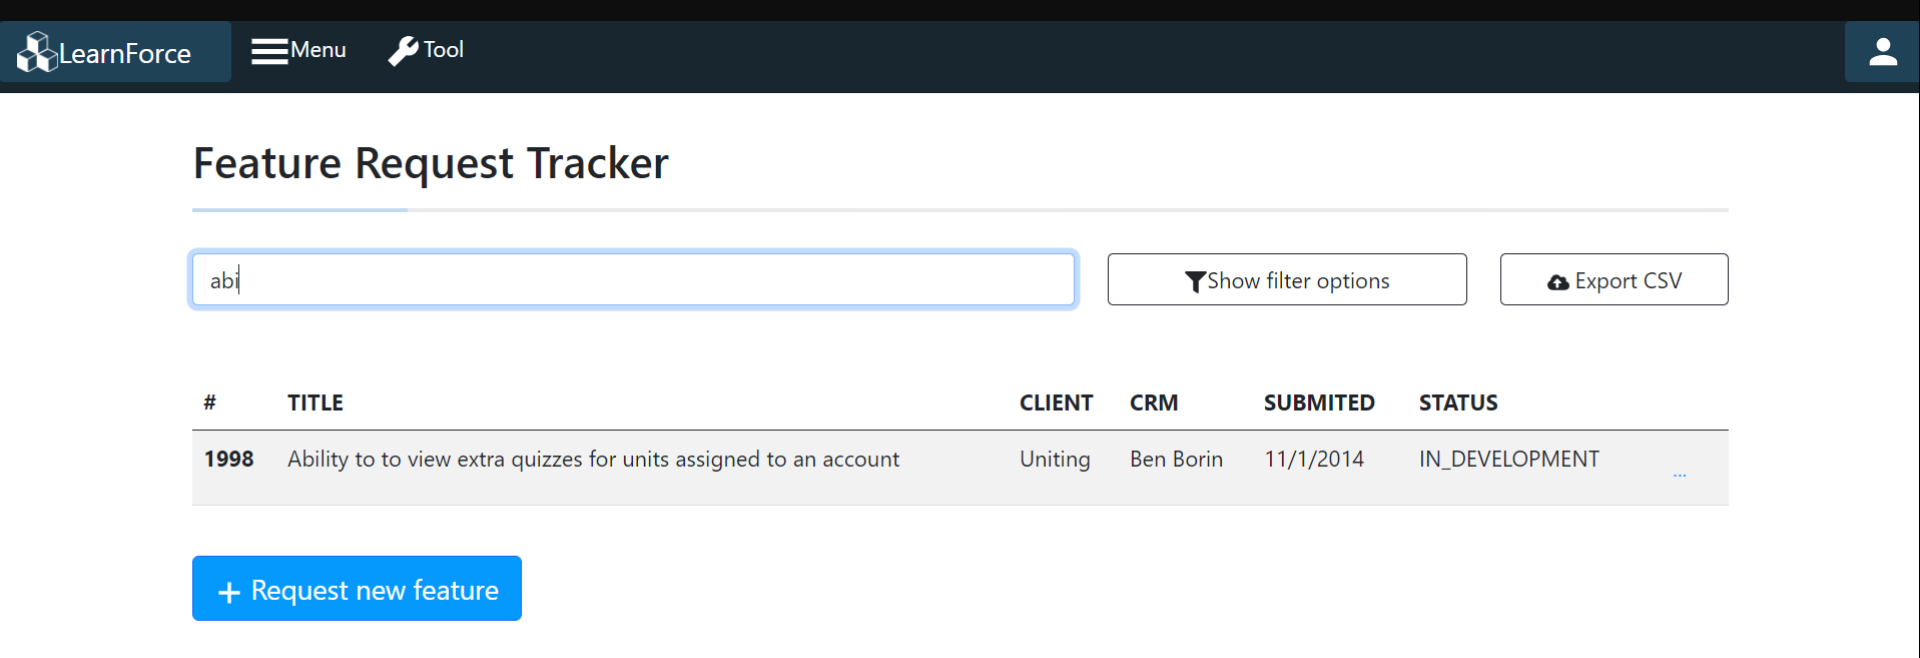 LearnForce Menu Tool
Feature Request Tracker
abi Show filter options Export CSV
# TITLE CLIENT CRM SUBMITED STATUS
1998 Ability to to view extra quizzes for units assigned to an account Uniting Ben Borin 11/1/2014 IN_DEVELOPMENT ...
+ Request new feature